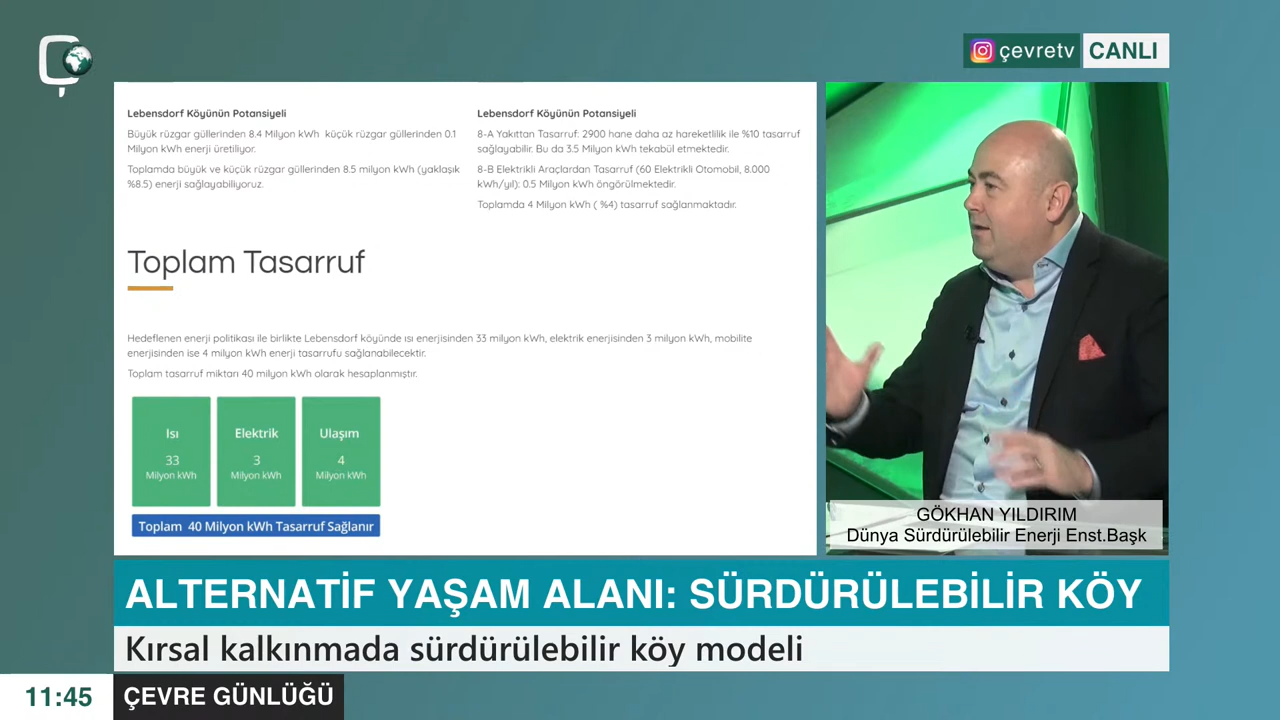 çevretv
CANLI
Lebensdorf Köyünün Potansiyeli
Büyük rüzgar güllerinden 8.4 Milyon kWh küçük rüzgar güllerinden 0.1
Milyon kWh enerji üretiliyor.
Toplamda büyük ve küçük rüzgar güllerinden 8.5 milyon kWh (yaklaşık
%8.5) enerji sağlayabiliyoruz.
Lebensdorf Köyünün Potansiyeli
8-A Yakıttan Tasarruf: 2900 hane daha az hareketlilik ile %10 tasarruf
sağlayabilir. Bu da 3.5 Milyon kWh tekabül etmektedir.
8-B Elektrikli Araçlardan Tasarruf (60 Elektrikli Otomobil, 8.000
kWh/yıl): 0.5 Milyon kWh öngörülmektedir.
Toplamda 4 Milyon kWh ( %4) tasarruf sağlanmaktadır.
Toplam Tasarruf
Hedeflenen enerji politikası ile birlikte Lebensdorf köyünde ısı enerjisinden 33 milyon kWh, elektrik enerjisinden 3 milyon kWh, mobilite
enerjisinden ise 4 milyon kWh enerji tasarrufu sağlanabilecektir.
Toplam tasarruf miktarı 40 milyon kWh olarak hesaplanmıştır.
Isı
33
Milyon kWh
Elektrik
3
Milyon kWh
Ulaşım
4
Milyon kWh
Toplam 40 Milyon kWh Tasarruf Sağlanır
GÖKHAN YILDIRIM
Dünya Sürdürülebilir Enerji Enst.Başk
ALTERNATİF YAŞAM ALANI: SÜRDÜRÜLEBİLİR KÖY
Kırsal kalkınmada sürdürülebilir köy modeli
11:45
ÇEVRE GÜNLÜĞÜ